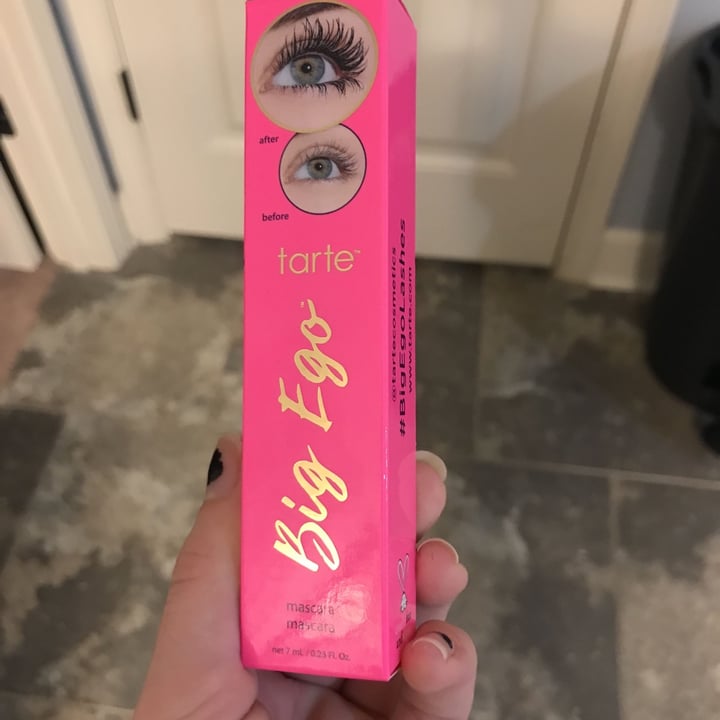 after
before
tarte™
Big Ego™
mascara
mascara
net 7 mL / 0.23 FL Oz.
@tartecosmetics
#BigEgoLashes
www.tarte.com